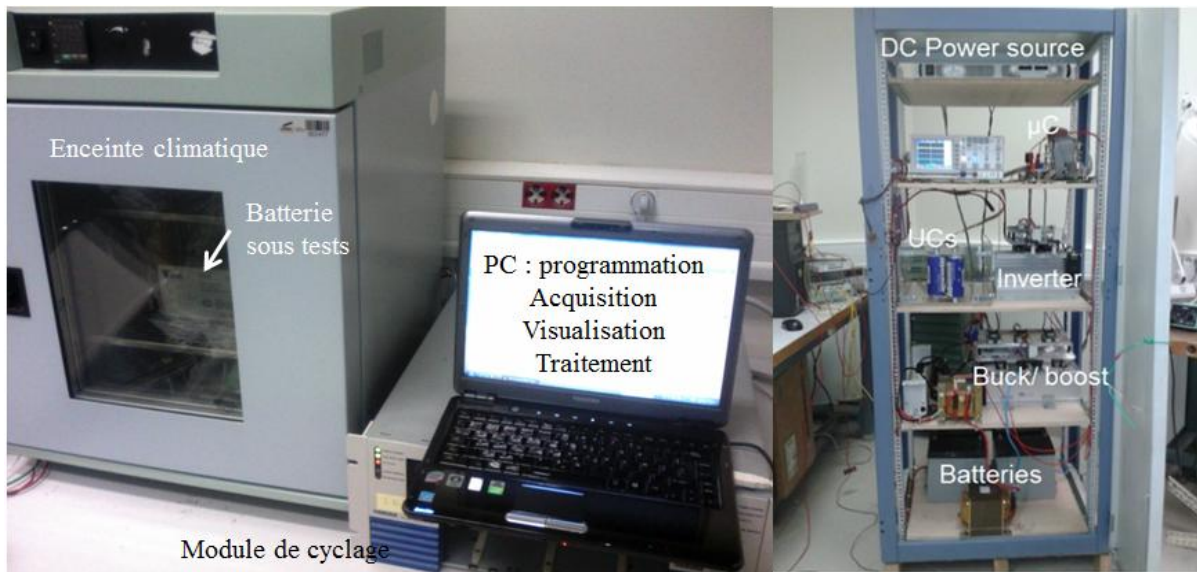 Enceinte climatique
Batterie
sous tests
PC : programmation
Acquisition
Visualisation
Traitement
Module de cyclage
DC Power source
µC
UCs
Inverter
Buck/ boost
Batteries